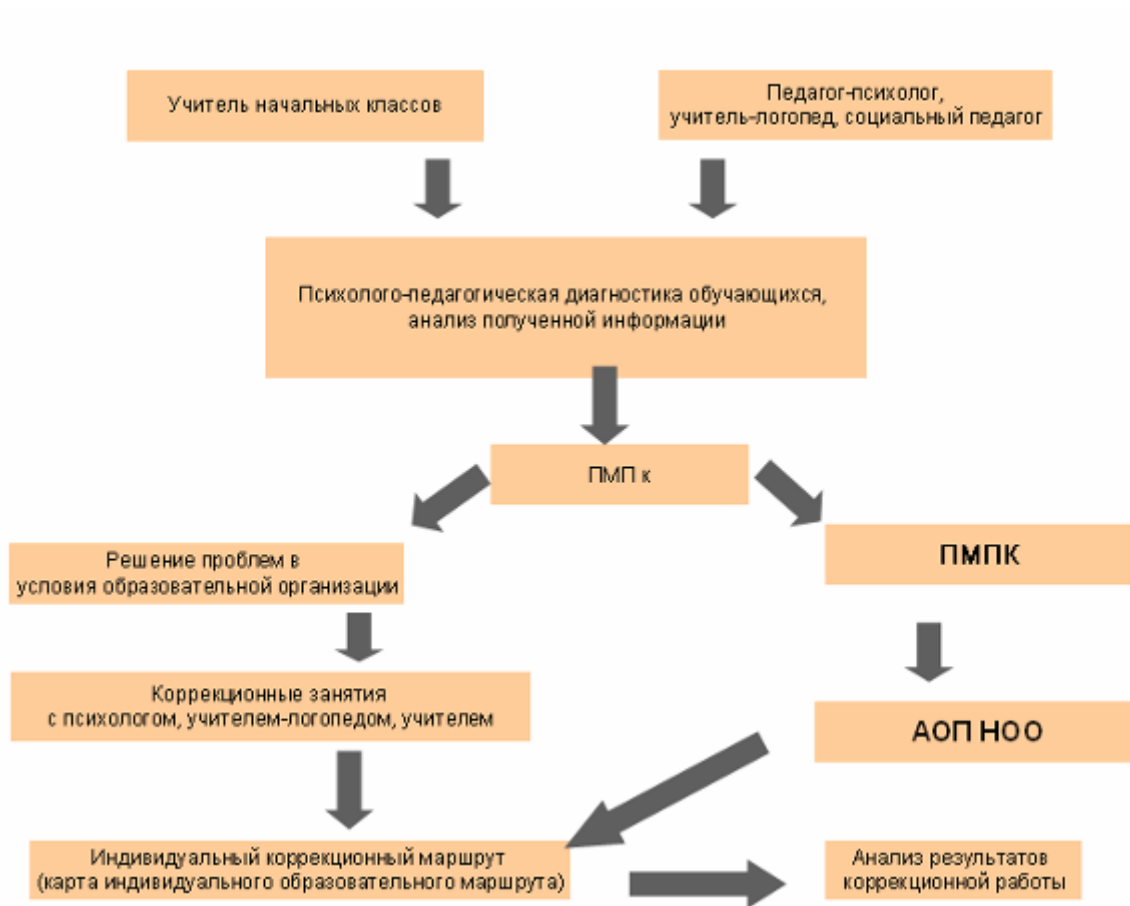 Учитель начальных классов
Педагог-психолог,
учитель-логопед, социальный педагог
Психолого-педагогическая диагностика обучающихся,
анализ полученной информации
ПМП к
Решение проблем в
условия образовательной организации
ПМПК
Коррекционные занятия
с психологом, учителем-логопедом, учителем
АОП НОО
Индивидуальный коррекционный маршрут
(карта индивидуального образовательного маршрута)
Анализ результатов
коррекционной работы